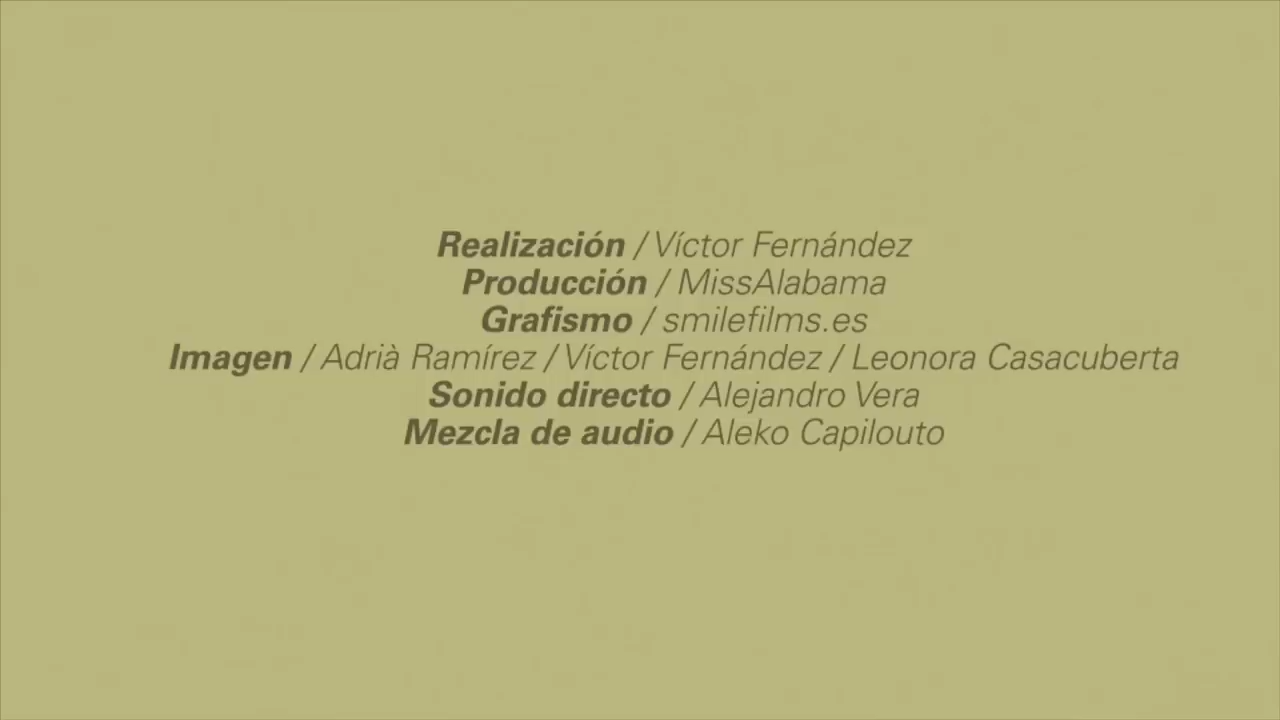 Realización / Víctor Fernández
Producción / MissAlabama
Grafismo / smilefilms.es
Imagen / Adrià Ramírez / Víctor Fernández / Leonora Casacuberta
Sonido directo / Alejandro Vera
Mezcla de audio / Aleko Capilouto